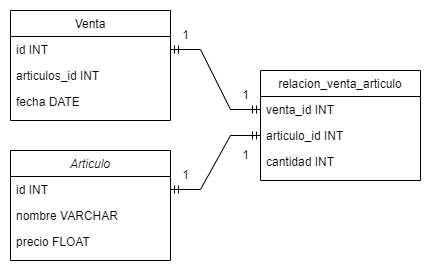 Venta
id INT
articulos_id INT
fecha DATE
1
1
relacion_venta_articulo
venta_id INT
articulo_id INT
cantidad INT
1
1
Articulo
id INT
nombre VARCHAR
precio FLOAT